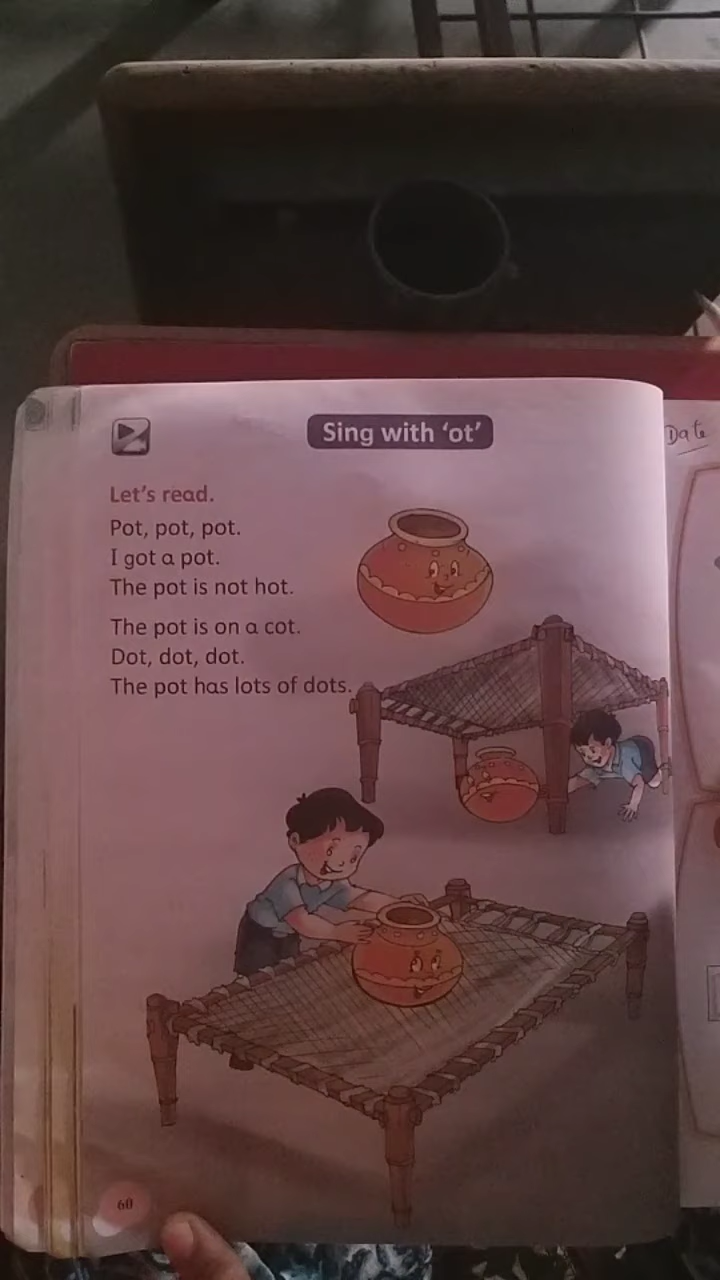 Sing with ‘ot’
Let’s read.
Pot, pot, pot.
I got a pot.
The pot is not hot.
The pot is on a cot.
Dot, dot, dot.
The pot has lots of dots.
60
Date